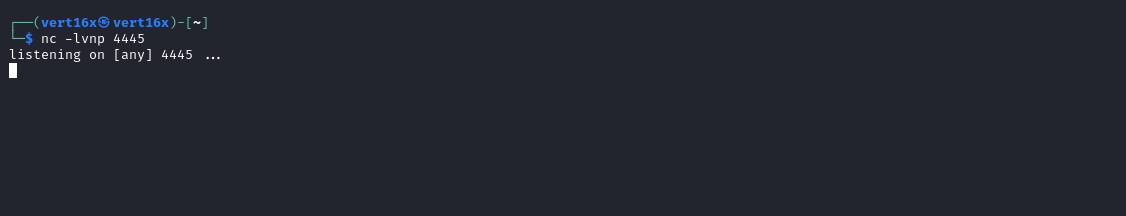 ┌──(vert16x㉿vert16x)-[~]
└─$ nc -lvnp 4445
listening on [any] 4445 ...